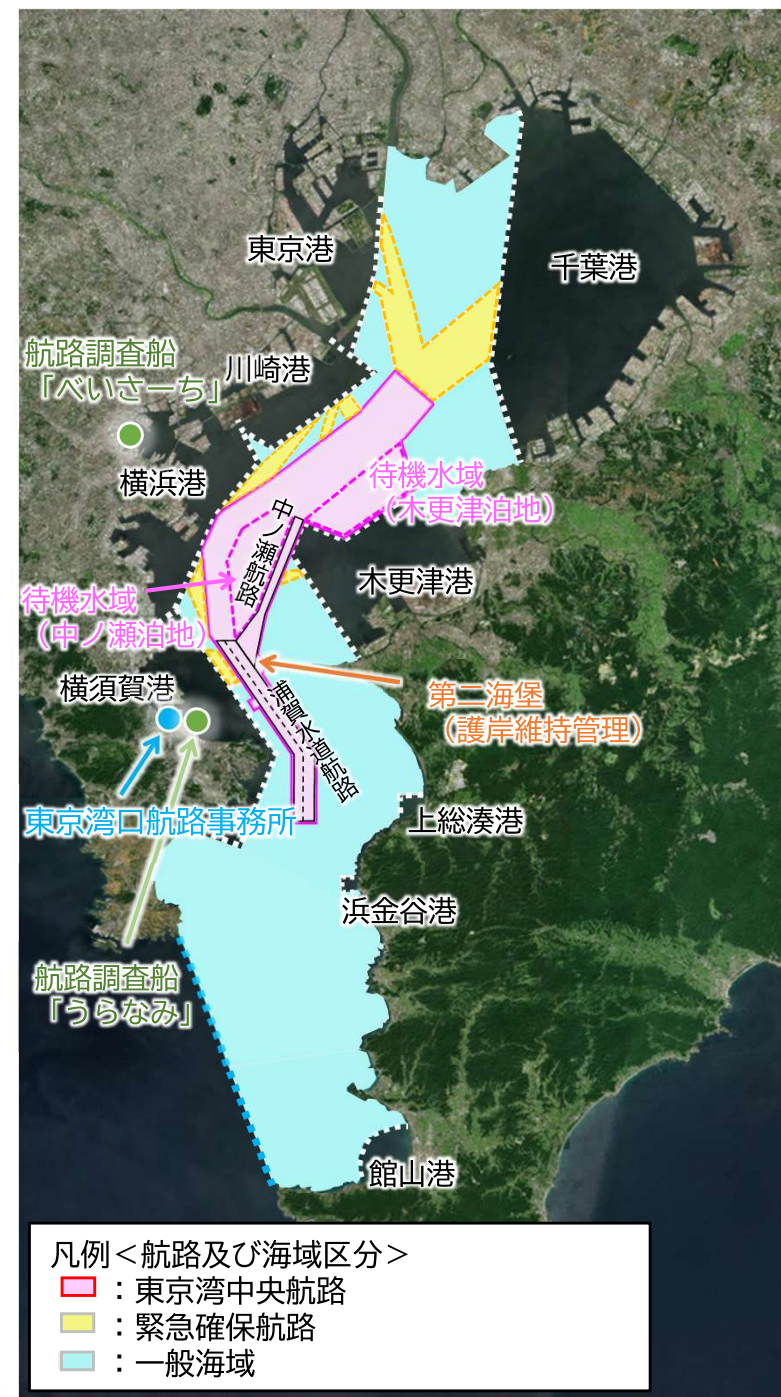 東京港
千葉港
航路調査船
「べいさーち」
川崎港
横浜港
待機水域
（木更津泊地）
中ノ瀬航路
木更津港
待機水域
（中ノ瀬泊地）
横須賀港
第二海堡
（護岸維持管理）
浦賀水道航路
東京湾口航路事務所
上総湊港
浜金谷港
航路調査船
「うらなみ」
館山港
凡例＜航路及び海域区分＞
：東京湾中央航路
：緊急確保航路
：一般海域